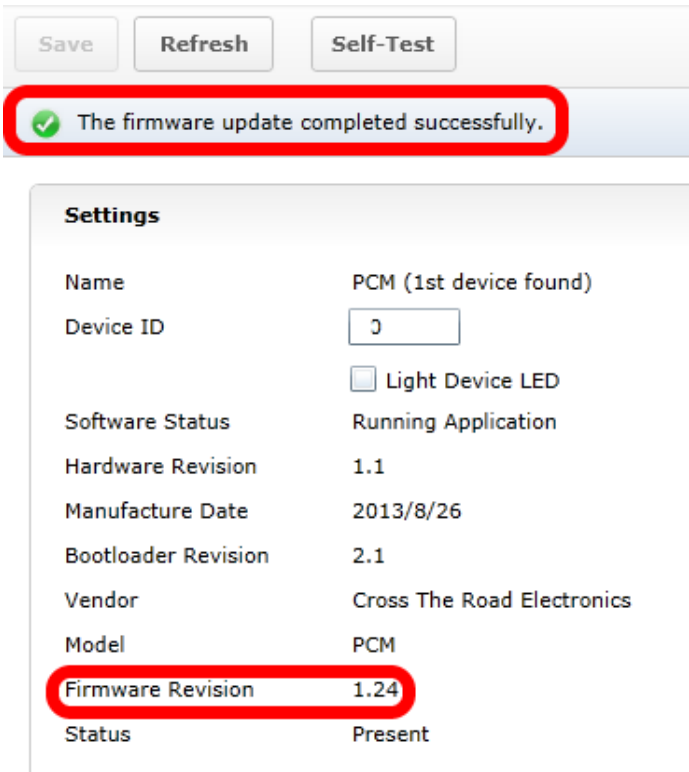 Save Refresh Self-Test
The firmware update completed successfully.
Settings
Name PCM (1st device found)
Device ID 0
Light Device LED
Software Status Running Application
Hardware Revision 1.1
Manufacture Date 2013/8/26
Bootloader Revision 2.1
Vendor Cross The Road Electronics
Model PCM
Firmware Revision 1.24
Status Present